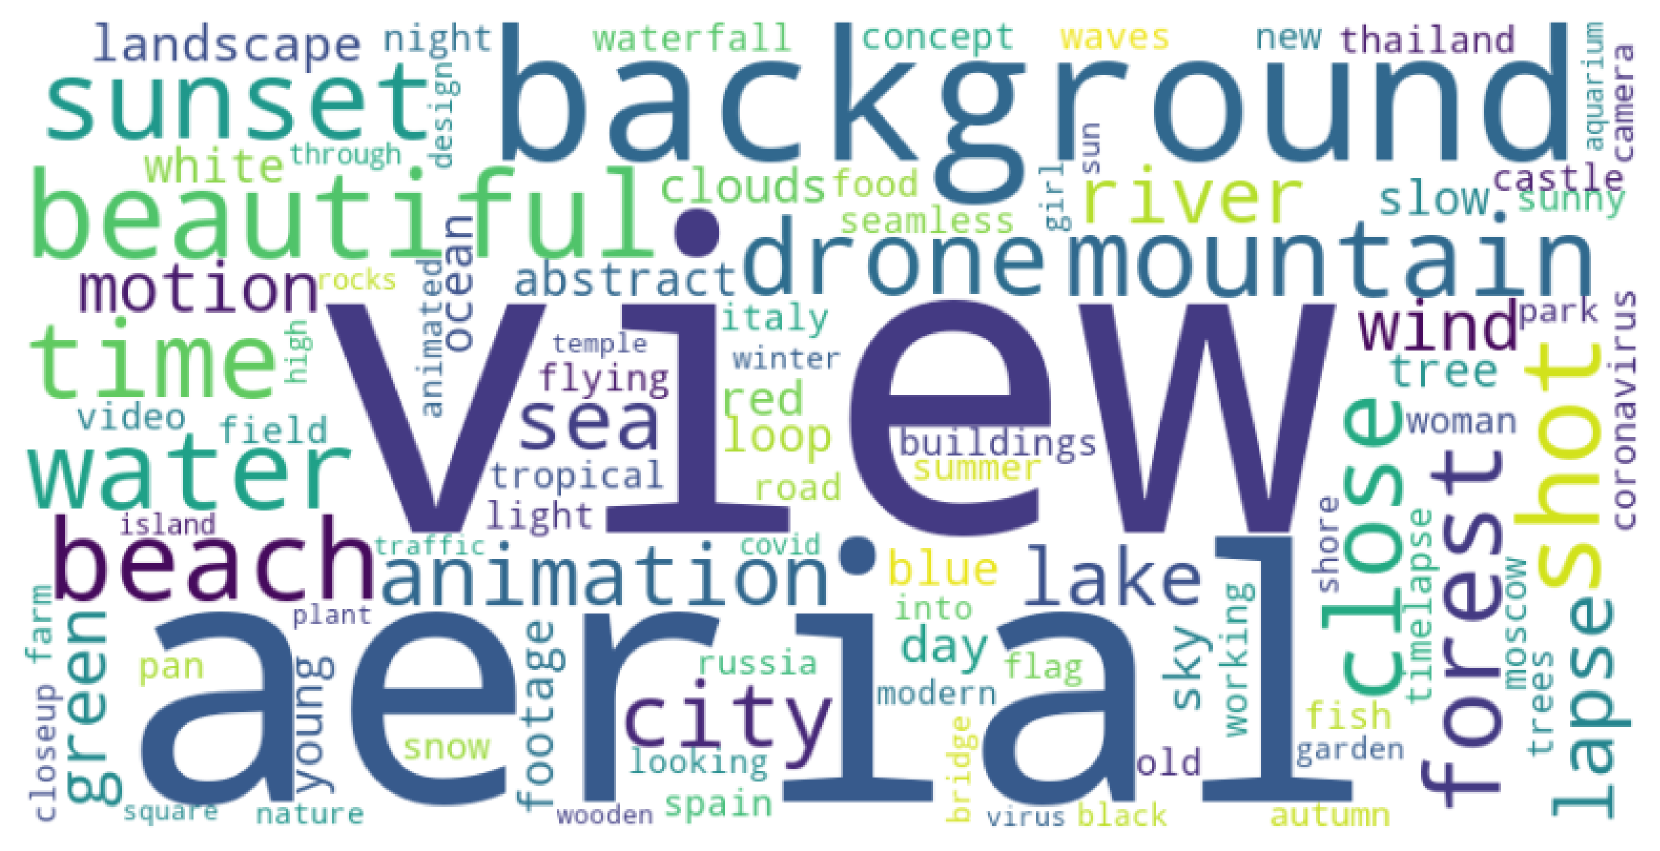 landscape
night
waterfall
concept
waves
new
thailand
aquarium
camera
sunset
design
background
white
through
sun
beautiful
clouds
food
girl
river
slow
castle
sunny
seamless
ocean
drone
mountain
motion
rocks
abstract
animated
view
italy
wind
park
coronavirus
time
high
temple
winter
flying
tree
shot
video
field
sea
red
loop
buildings
woman
close
water
tropical
summer
road
forest
light
island
beach
traffic
covid
animation
blue
lake
shore
timelapse
moscow
lapse
farm
green
plant
aerial
into
working
pan
young
footage
russia
day
flag
sky
trees
closeup
city
modern
fish
snow
looking
bridge
old
garden
square
nature
wooden
spain
virus
black
autumn